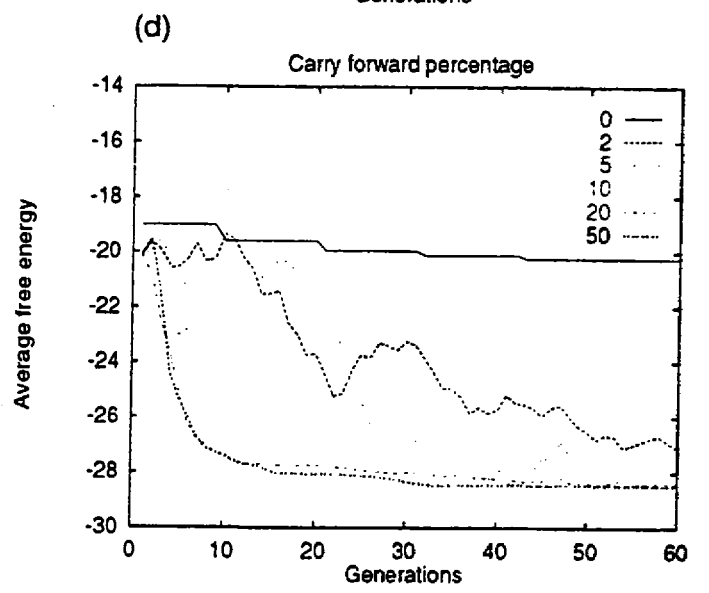 Generations
(d)
Carry forward percentage
-14
-16
-18
-20
-22
-24
-26
-28
-30
Average free energy
0
2
5
10
20
50
0 10 20 30 40 50 60
Generations